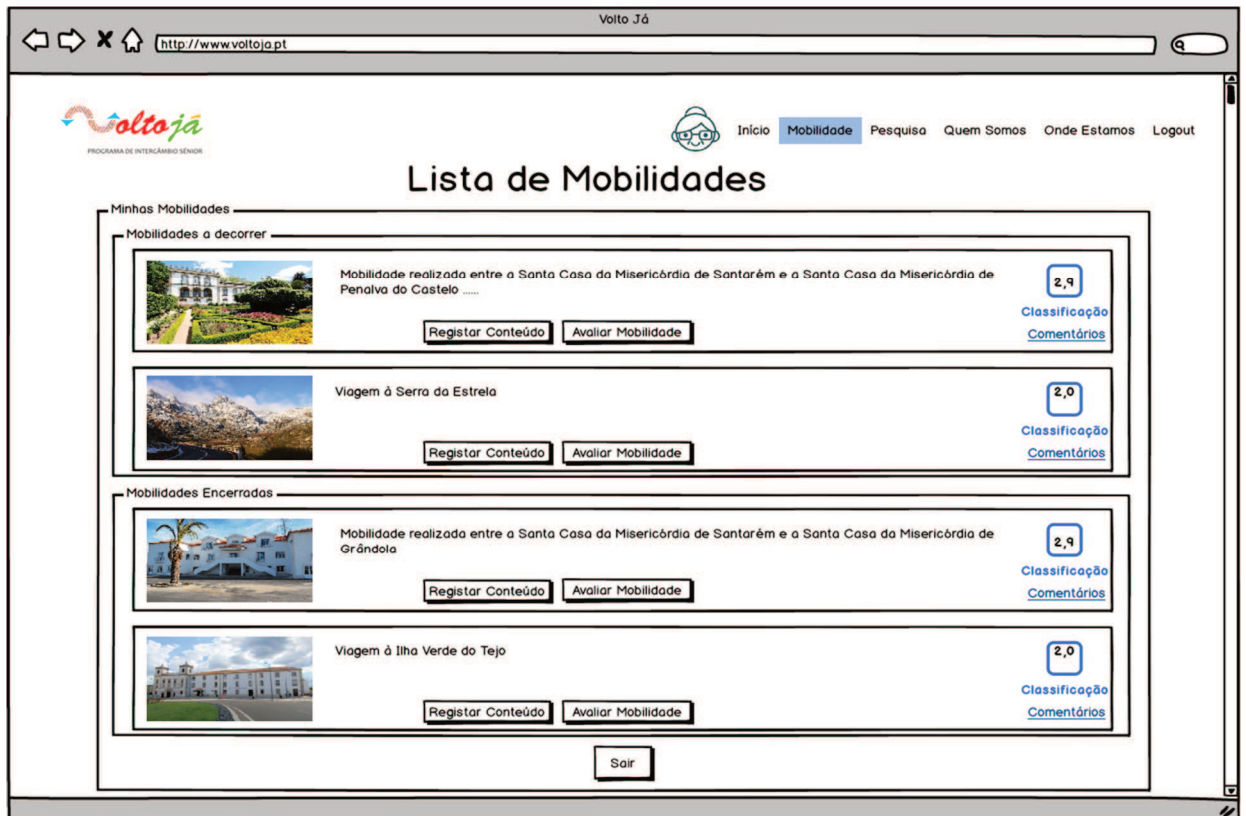 Volto Já
http://www.voltoja.pt
voltojá
PROGRAMA DE INTERCÂMBIO SÉNIOR
Início Mobilidade Pesquisa Quem Somos Onde Estamos Logout
Lista de Mobilidades
Minhas Mobilidades
Mobilidades a decorrer
Mobilidade realizada entre a Santa Casa da Misericórdia de Santarém e a Santa Casa da Misericórdia de
Penalva do Castelo ......
2,9
Classificação
Registar Conteúdo Avaliar Mobilidade Comentários
Viagem à Serra da Estrela
2,0
Classificação
Registar Conteúdo Avaliar Mobilidade Comentários
Mobilidades Encerradas
Mobilidade realizada entre a Santa Casa da Misericórdia de Santarém e a Santa Casa da Misericórdia de
Grândola
2,9
Classificação
Registar Conteúdo Avaliar Mobilidade Comentários
Viagem à Ilha Verde do Tejo
2,0
Classificação
Registar Conteúdo Avaliar Mobilidade Comentários
Sair